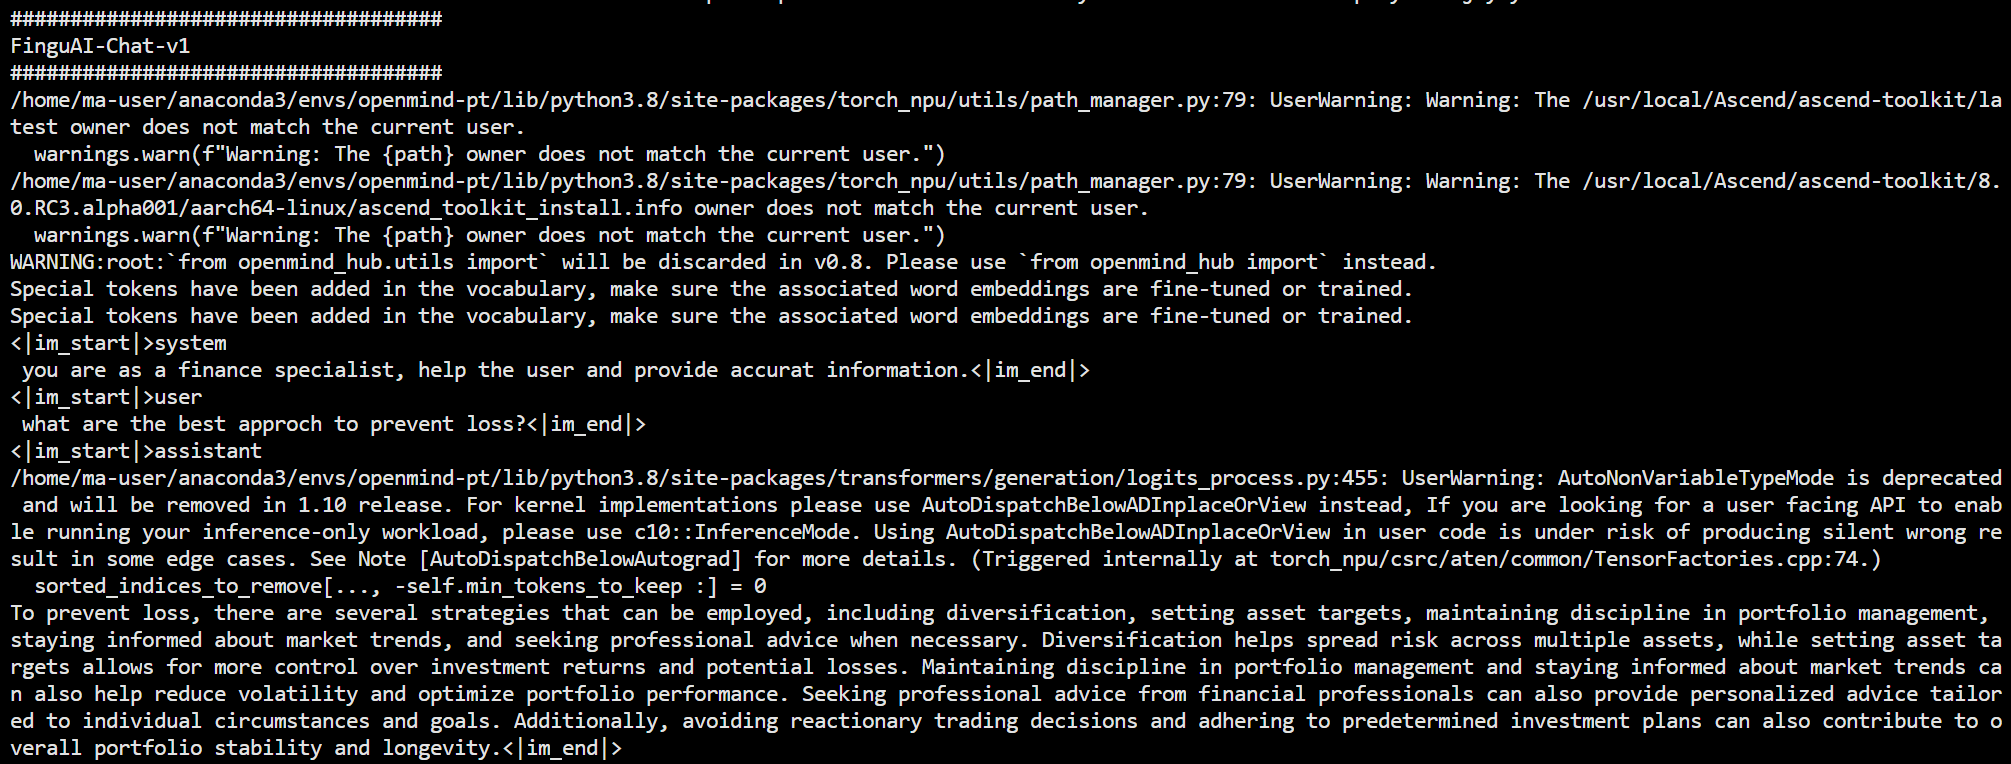 ####################################
FinguAI-Chat-v1
####################################
/home/ma-user/anaconda3/envs/openmind-pt/lib/python3.8/site-packages/torch_npu/utils/path_manager.py:79: UserWarning: Warning: The /usr/local/Ascend/ascend-toolkit/la
test owner does not match the current user.
  warnings.warn(f"Warning: The {path} owner does not match the current user.")
/home/ma-user/anaconda3/envs/openmind-pt/lib/python3.8/site-packages/torch_npu/utils/path_manager.py:79: UserWarning: Warning: The /usr/local/Ascend/ascend-toolkit/8.
0.RC3.alpha001/aarch64-linux/ascend_toolkit_install.info owner does not match the current user.
  warnings.warn(f"Warning: The {path} owner does not match the current user.")
WARNING:root:`from openmind_hub.utils import` will be discarded in v0.8. Please use `from openmind_hub import` instead.
Special tokens have been added in the vocabulary, make sure the associated word embeddings are fine-tuned or trained.
Special tokens have been added in the vocabulary, make sure the associated word embeddings are fine-tuned or trained.
<|im_start|>system
 you are as a finance specialist, help the user and provide accurat information.<|im_end|>
<|im_start|>user
 what are the best approch to prevent loss?<|im_end|>
<|im_start|>assistant
/home/ma-user/anaconda3/envs/openmind-pt/lib/python3.8/site-packages/transformers/generation/logits_process.py:455: UserWarning: AutoNonVariableTypeMode is deprecated
 and will be removed in 1.10 release. For kernel implementations please use AutoDispatchBelowADInplaceOrView instead, If you are looking for a user facing API to enab
le running your inference-only workload, please use c10::InferenceMode. Using AutoDispatchBelowADInplaceOrView in user code is under risk of producing silent wrong re
sult in some edge cases. See Note [AutoDispatchBelowAutograd] for more details. (Triggered internally at torch_npu/csrc/aten/common/TensorFactories.cpp:74.)
  sorted_indices_to_remove[..., -self.min_tokens_to_keep :] = 0
To prevent loss, there are several strategies that can be employed, including diversification, setting asset targets, maintaining discipline in portfolio management,
staying informed about market trends, and seeking professional advice when necessary. Diversification helps spread risk across multiple assets, while setting asset ta
rgets allows for more control over investment returns and potential losses. Maintaining discipline in portfolio management and staying informed about market trends ca
n also help reduce volatility and optimize portfolio performance. Seeking professional advice from financial professionals can also provide personalized advice tailor
ed to individual circumstances and goals. Additionally, avoiding reactionary trading decisions and adhering to predetermined investment plans can also contribute to o
verall portfolio stability and longevity.<|im_end|>